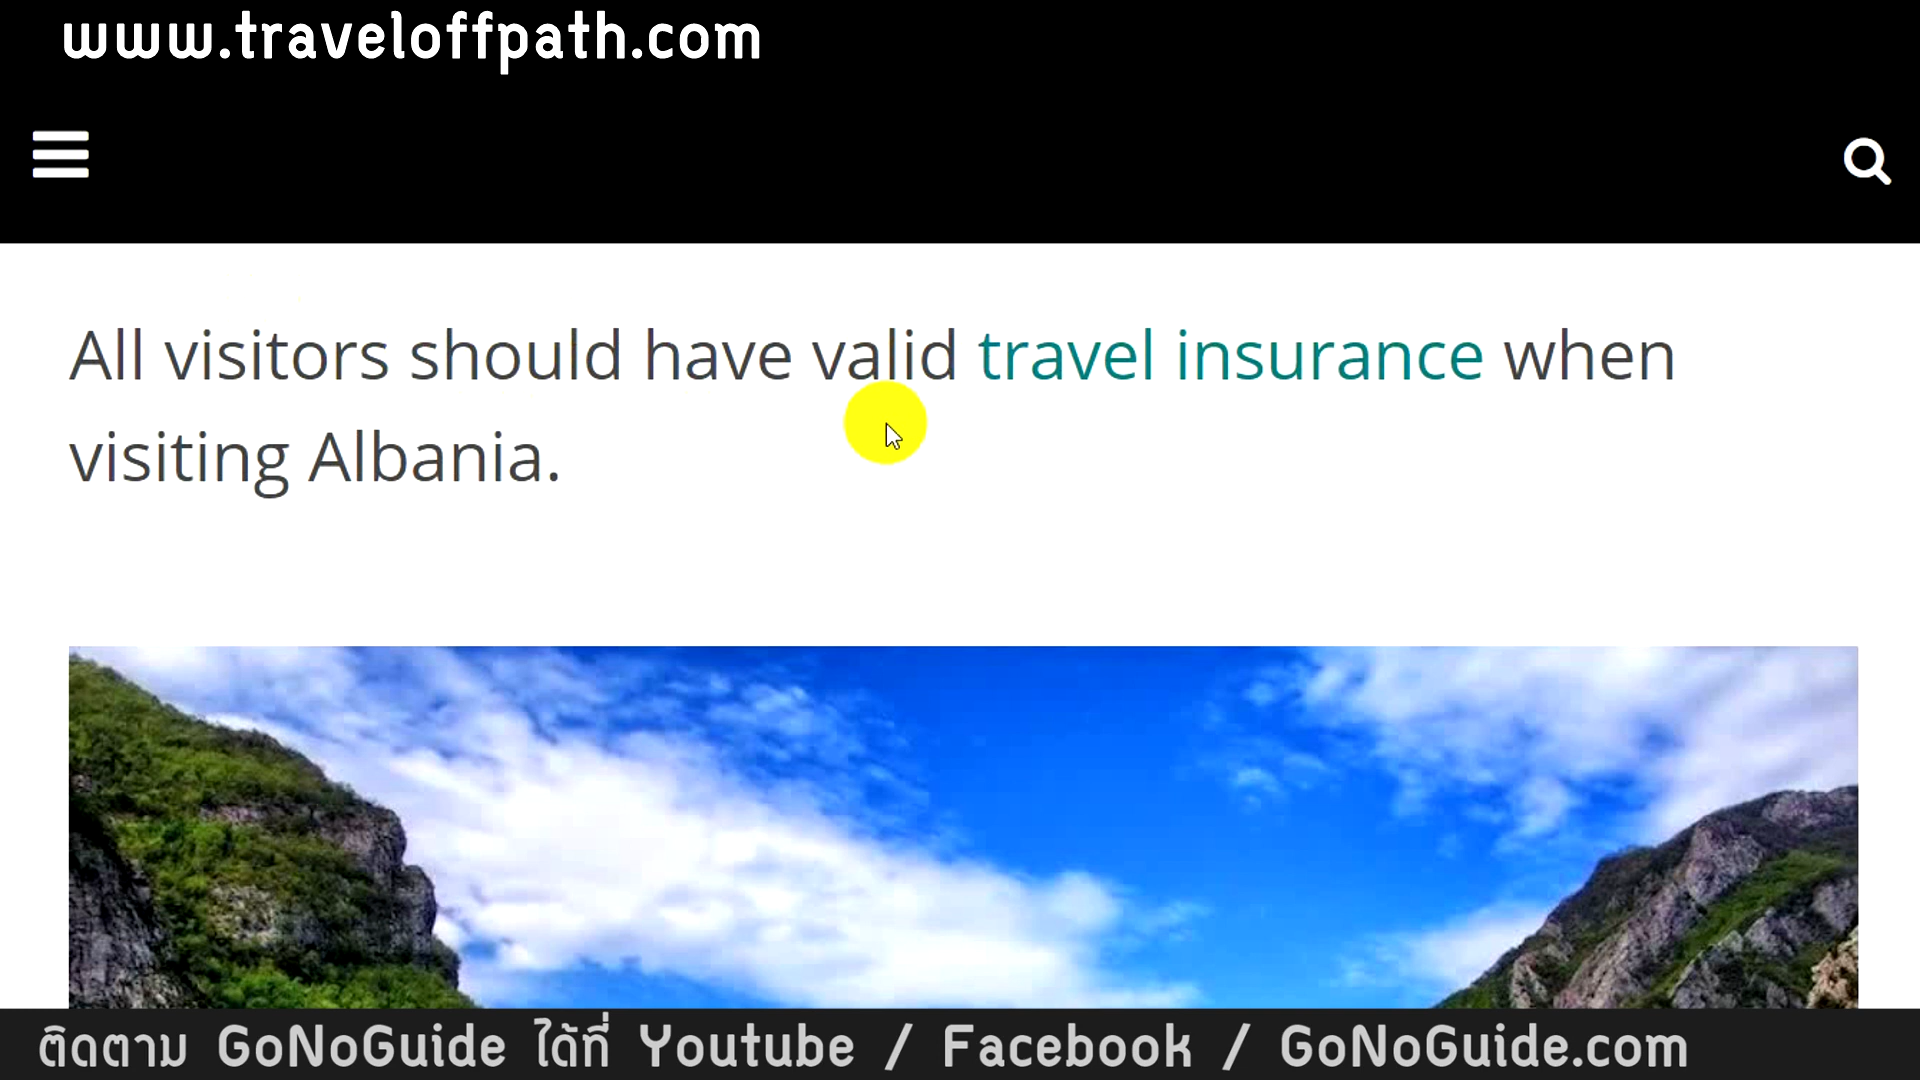 www.traveloffpath.com
All visitors should have valid travel insurance when
visiting Albania.
ติดตาม GoNoGuide ได้ที่ Youtube / Facebook / GoNoGuide.com